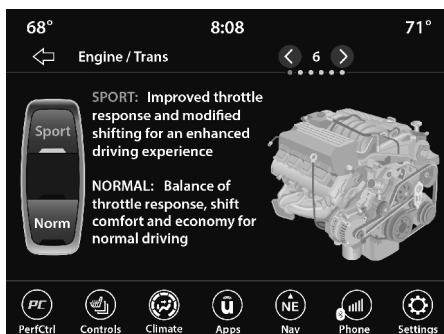 68°
8:08
71°
Engine / Trans
6
Sport
Norm
SPORT: Improved throttle
response and modified
shifting for an enhanced
driving experience
NORMAL: Balance of
throttle response, shift
comfort and economy for
normal driving
PC
ū
NE
PerfCtrl
Controls
Climate
Apps
Nav
Phone
Settings